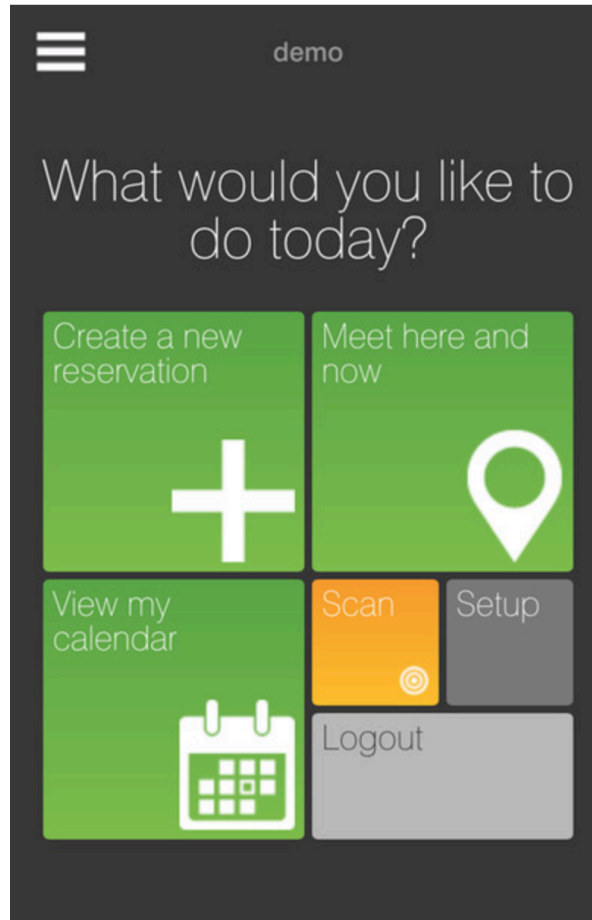 demo
What would you like to
do today?
Create a new
reservation
Meet here and
now
View my
calendar
Scan
Setup
Logout